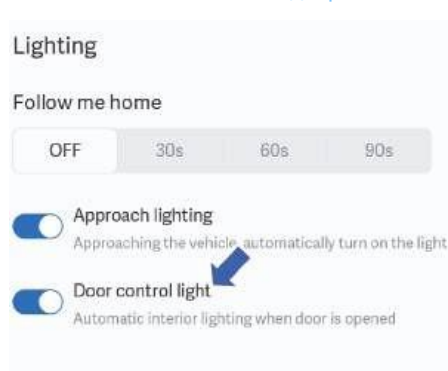 Lighting
Follow me home
OFF 30s 60s 90s
Approach lighting
Approaching the vehicle, automatically turn on the light
Door control light
Automatic interior lighting when door is opened